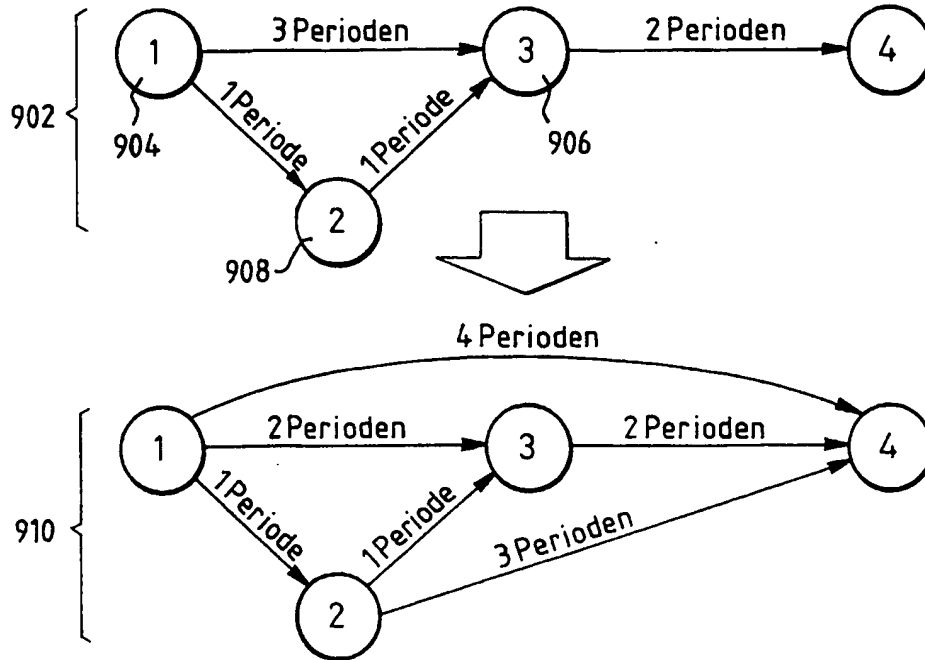 1
3 Perioden
3
2 Perioden
4
902
904
1 Periode
1 Periode
906
2
908
4 Perioden
1
2 Perioden
3
2 Perioden
4
910
1 Periode
1 Periode
3 Perioden
2